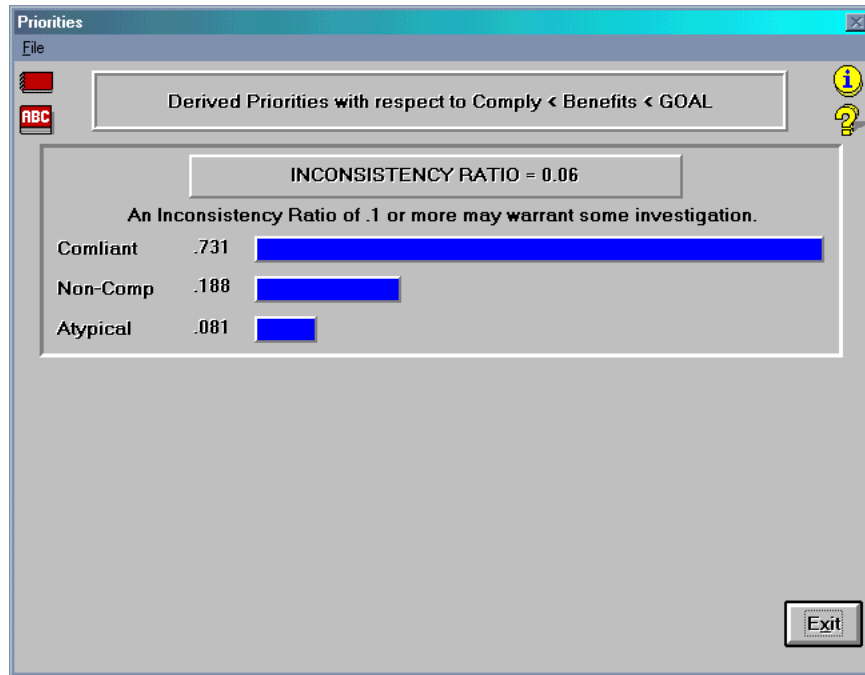 Priorities
File
Derived Priorities with respect to Comply < Benefits < GOAL
ABC
i
?
INCONSISTENCY RATIO = 0.06
An Inconsistency Ratio of .1 or more may warrant some investigation.
Comliant .731
Non-Comp .188
Atypical .081
Exit